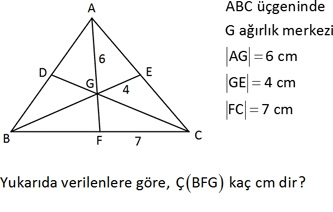 A
D
6
E
G
4
B
F
7
C
ABC üçgeninde
G ağırlık merkezi
|AG| = 6 cm
|GE| = 4 cm
|FC| = 7 cm
Yukarıda verilenlere göre, Ç(BFG) kaç cm dir?